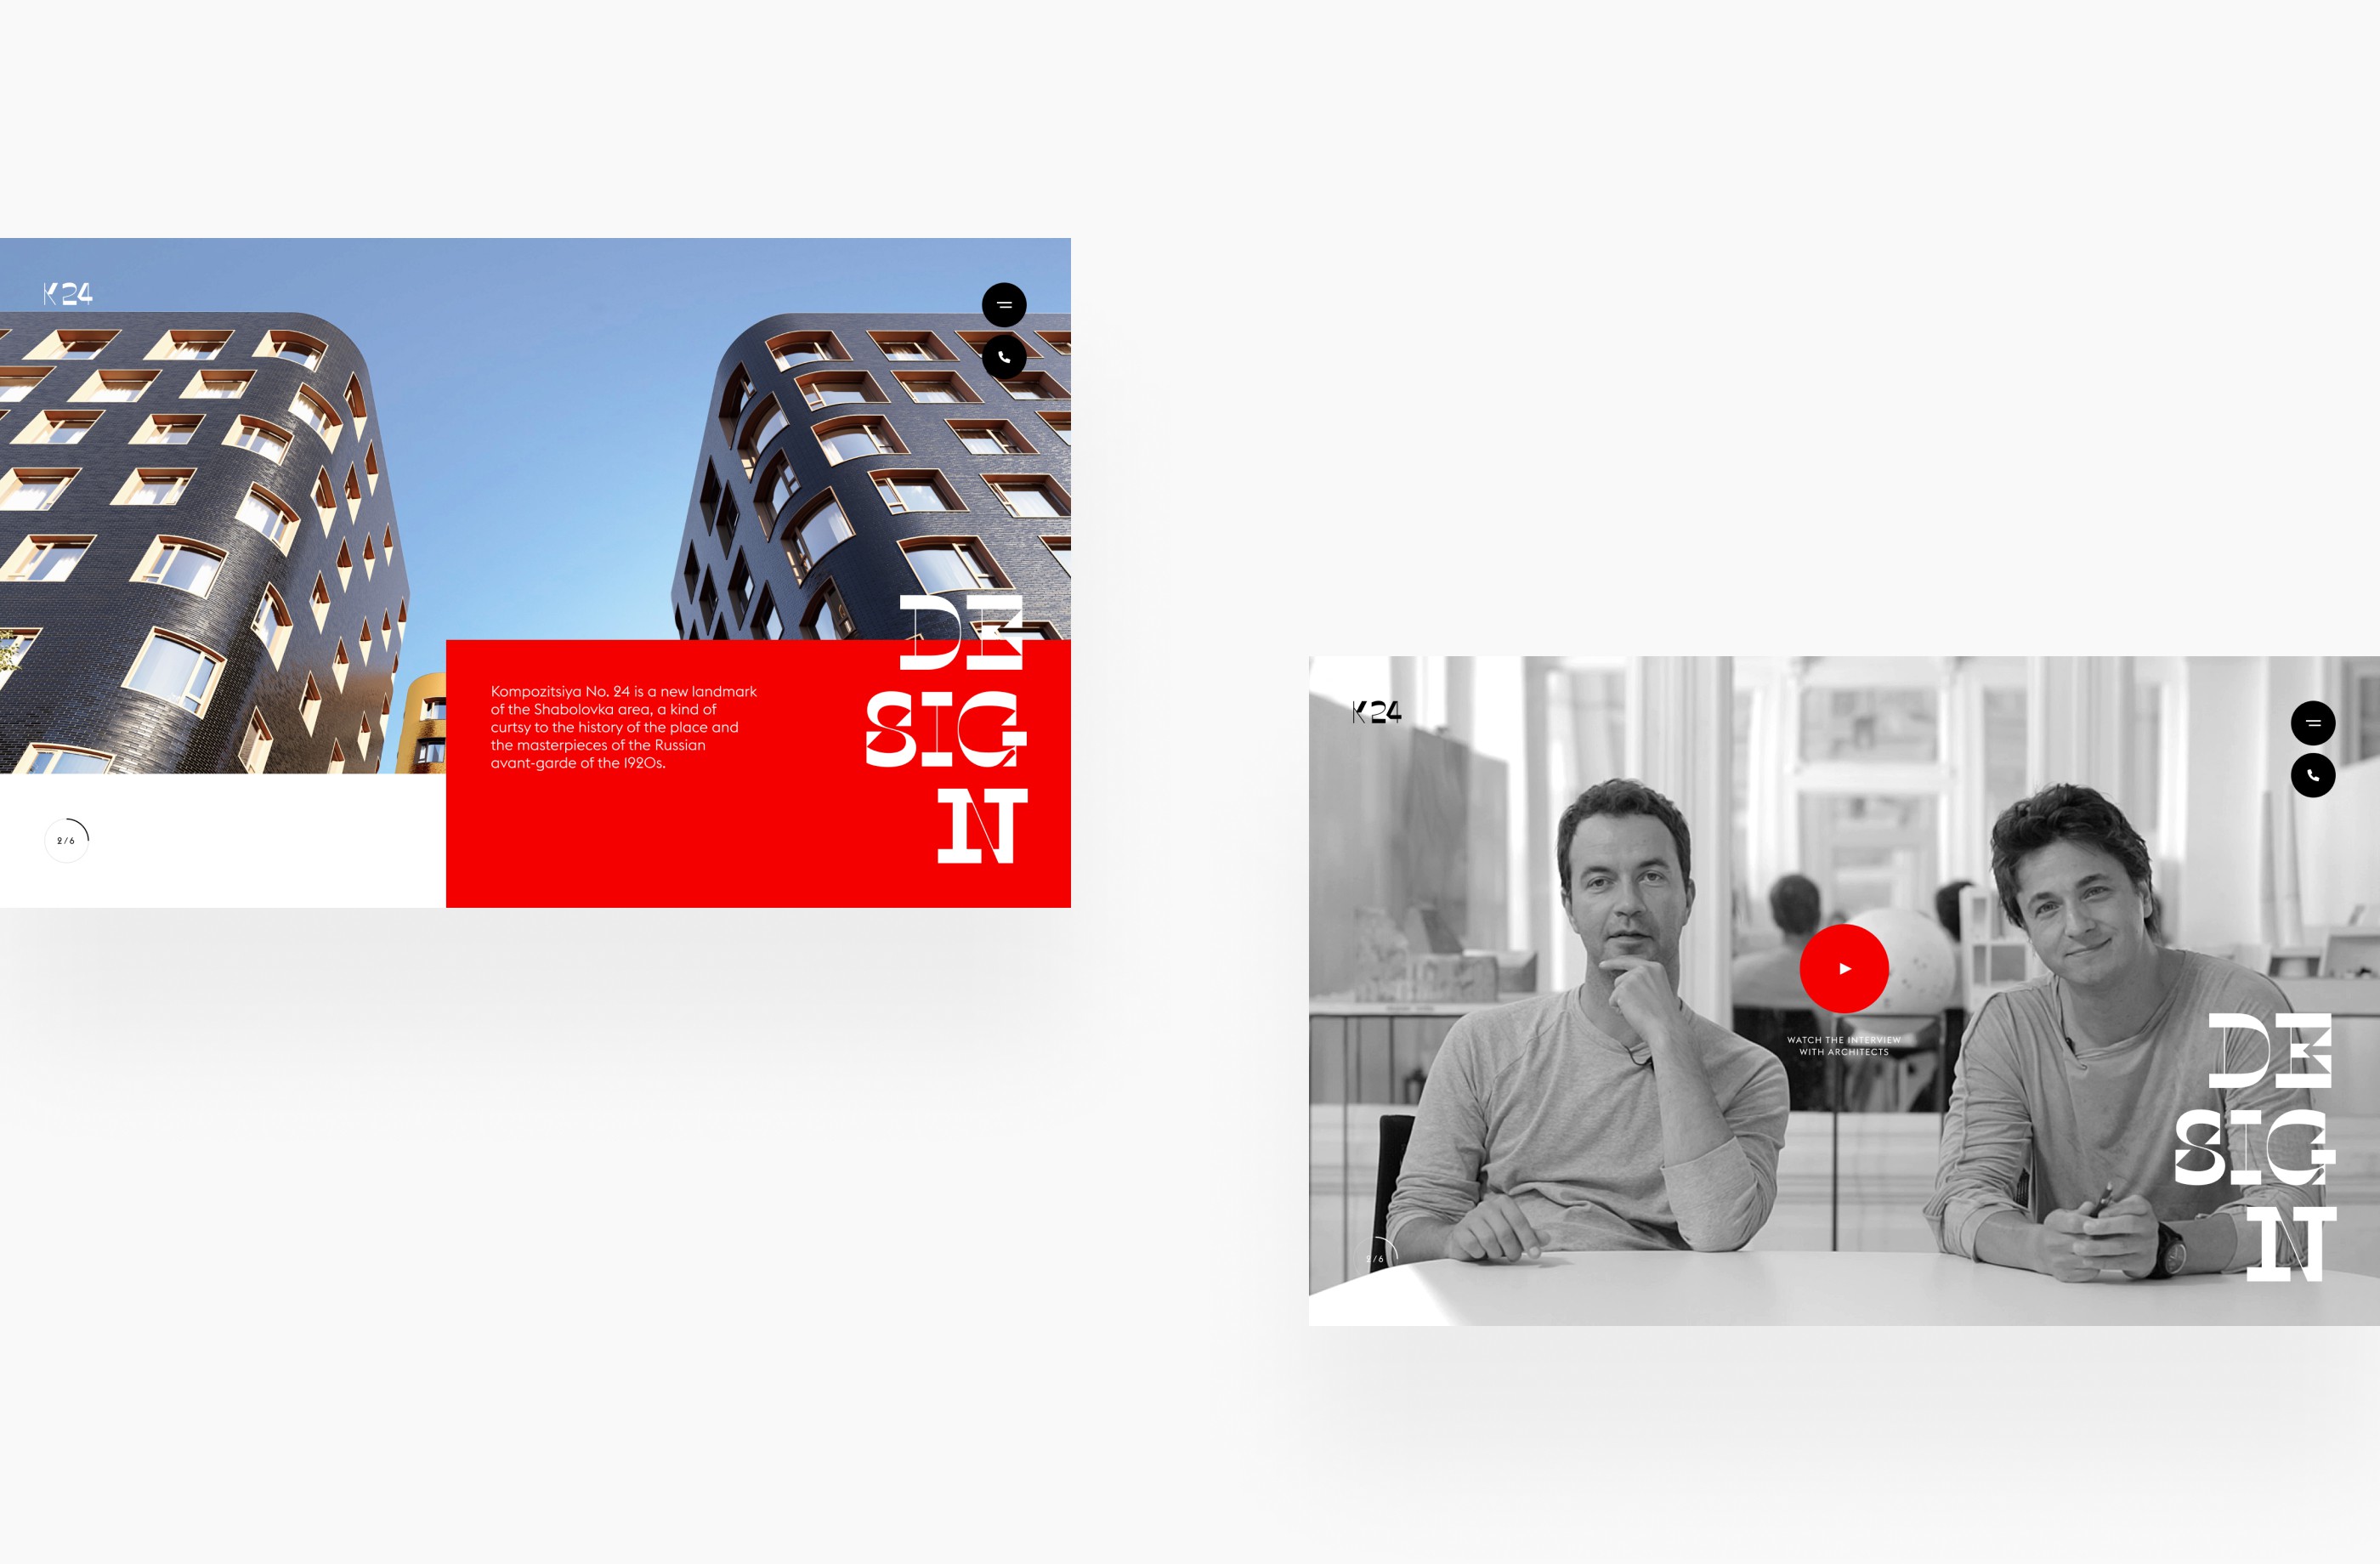 K24
Kompozitsiya No. 24 is a new landmark
of the Shabolovka area, a kind of
curtsy to the history of the place and
the masterpieces of the Russian
avant-garde of the 1920s.
DE
SIG
N
2/6
K24
WATCH THE INTERVIEW
WITH ARCHITECTS
DE
SIG
N
2/6